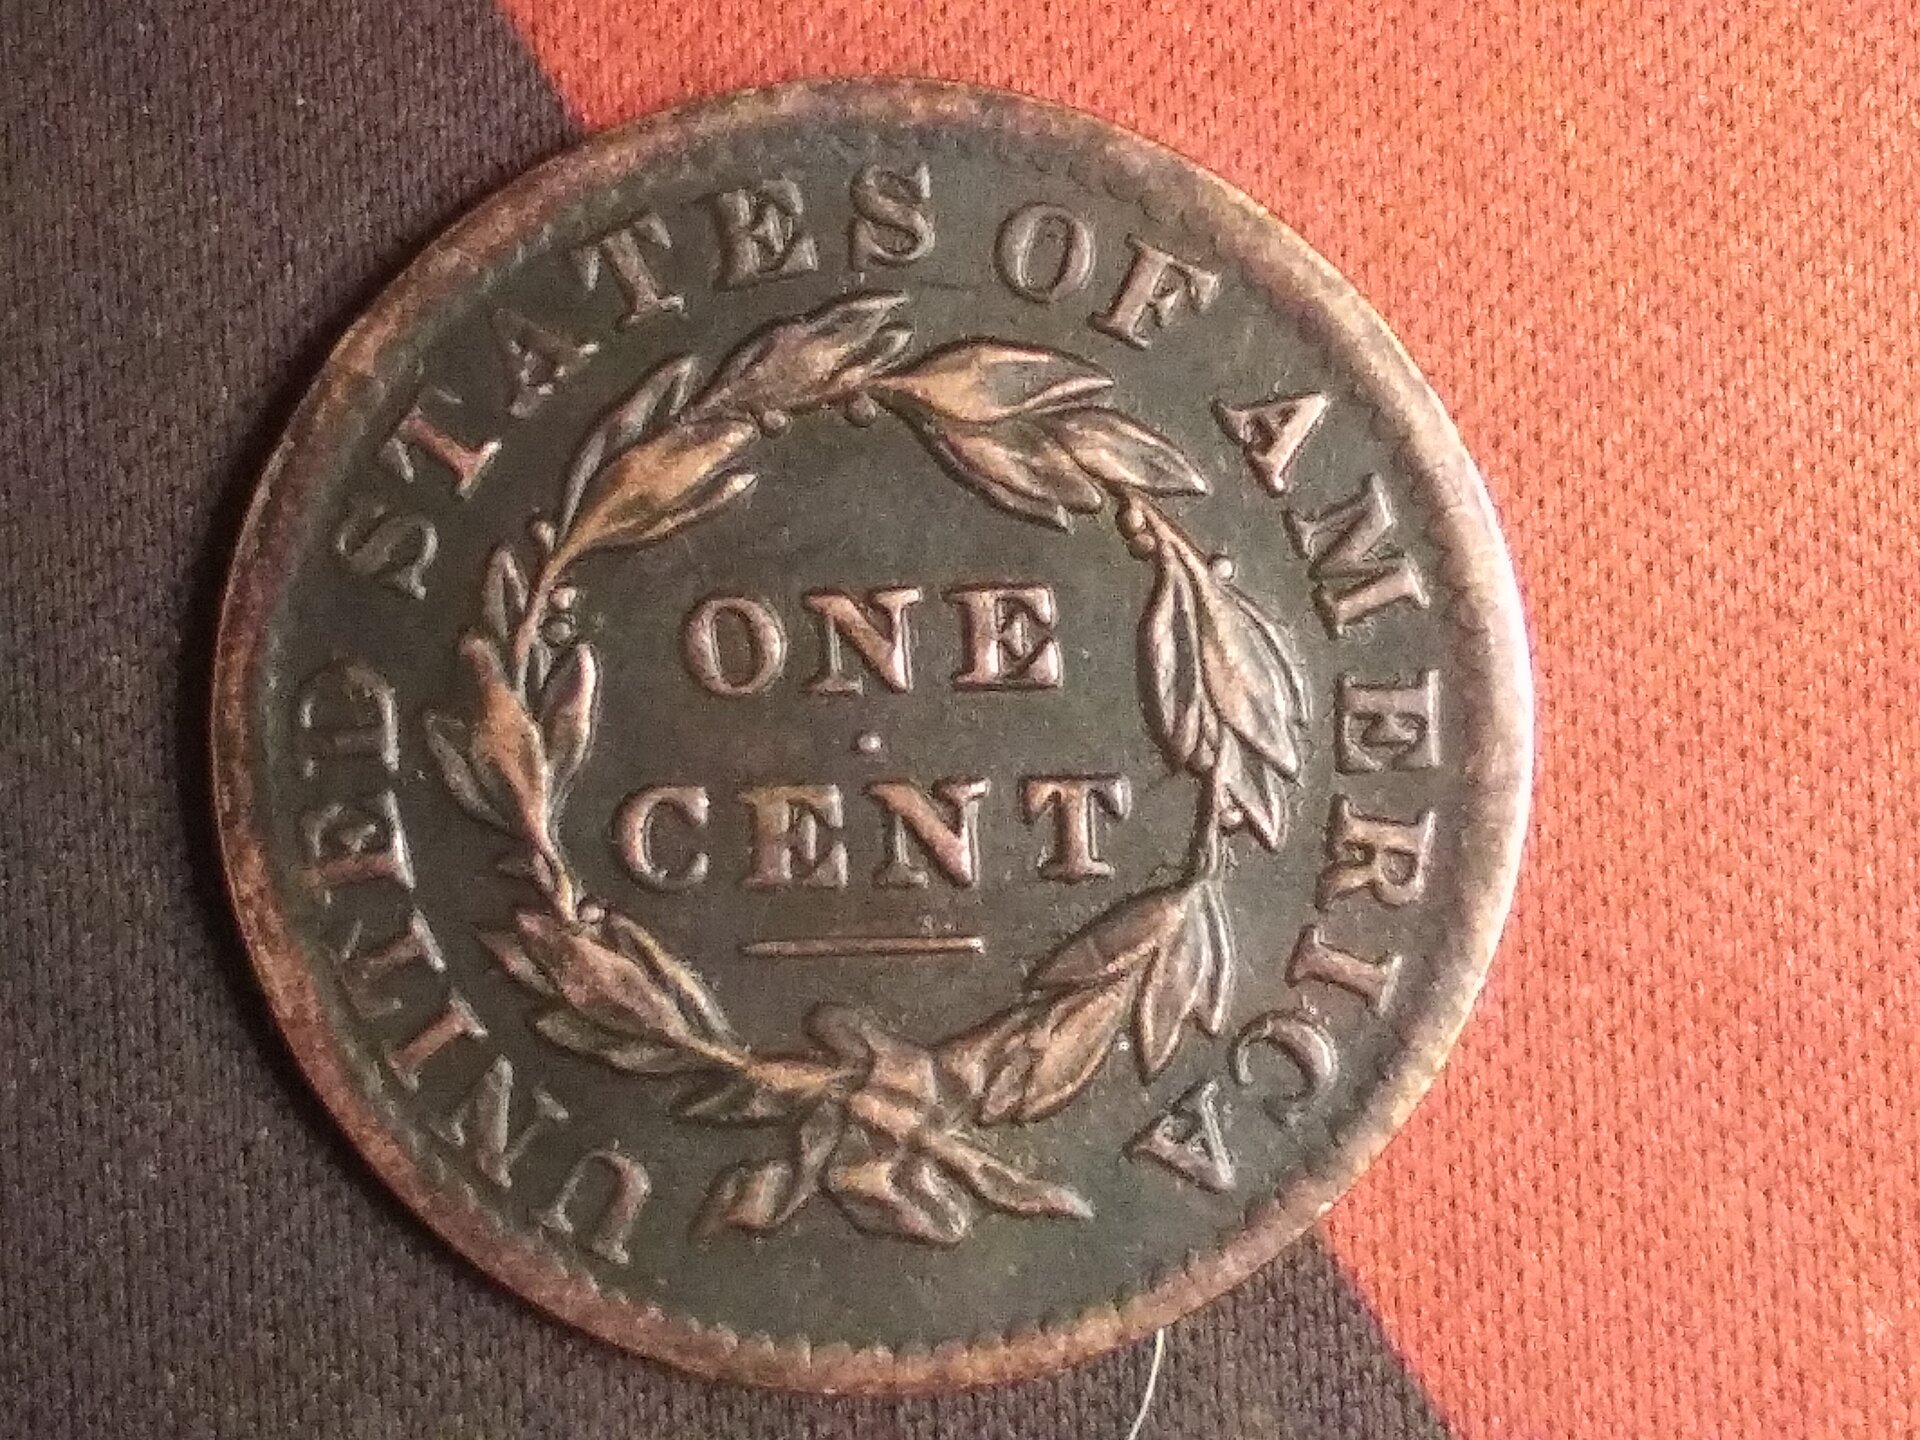 UNITED STATES OF AMERICA
ONE
CENT